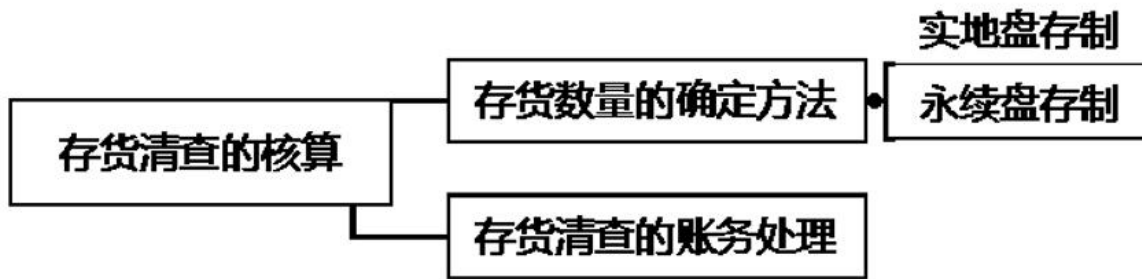 实地盘存制
存货数量的确定方法
永续盘存制
存货清查的核算
存货清查的账务处理